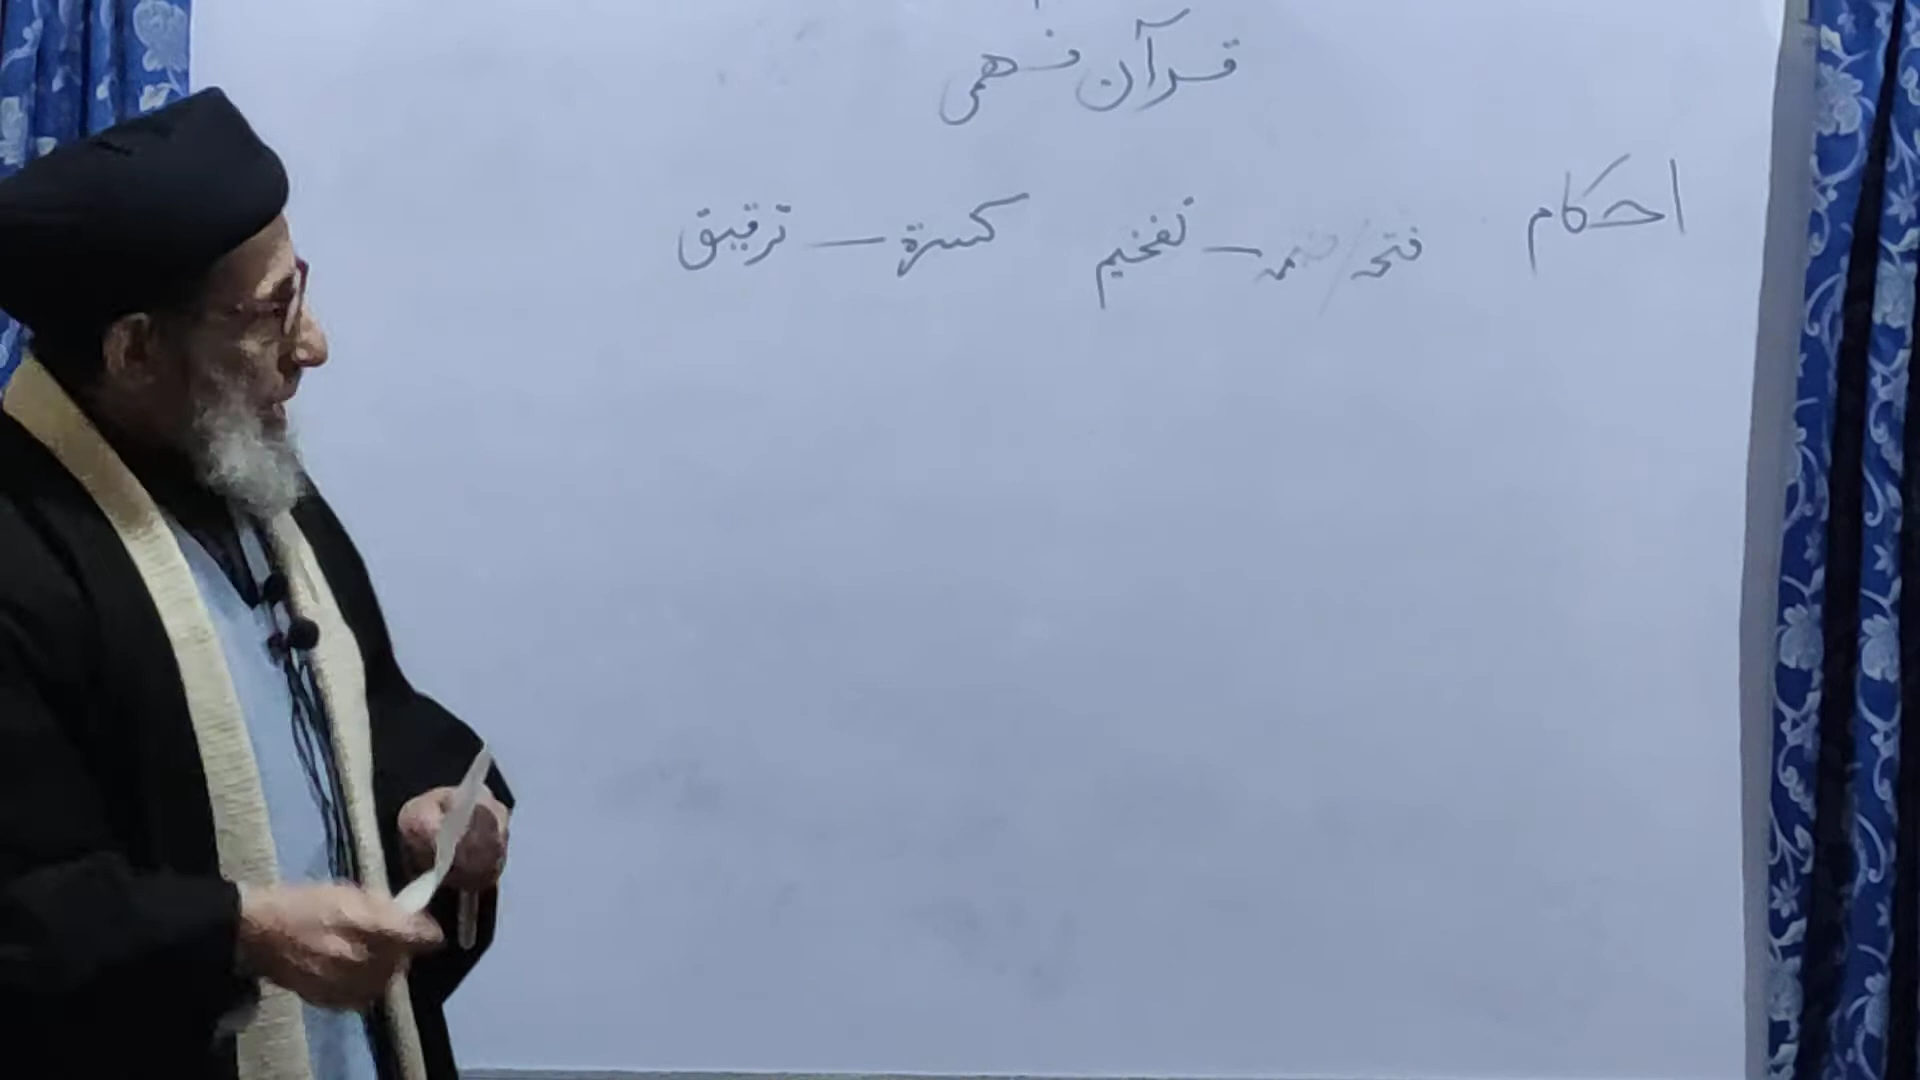 قرآن فہمی
احکام فتحہ/ضمہ — تفخیم کسرۃ — ترقیق